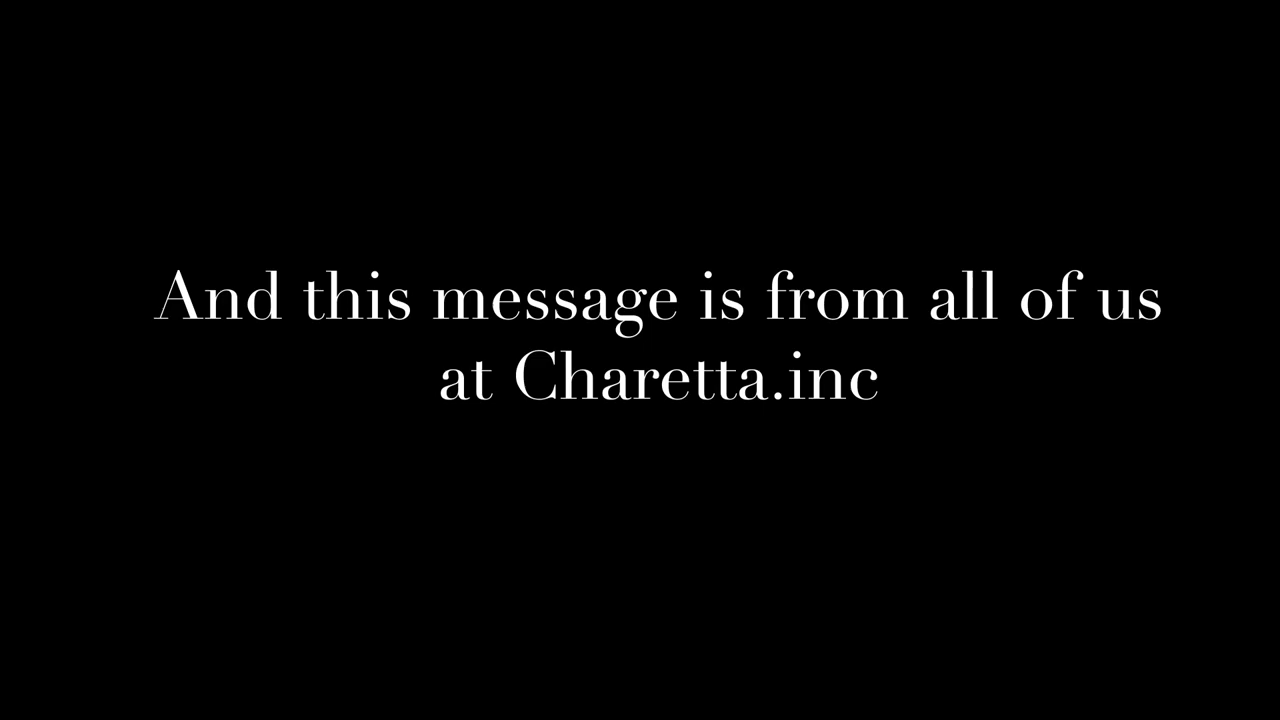 And this message is from all of us
at Charetta.inc